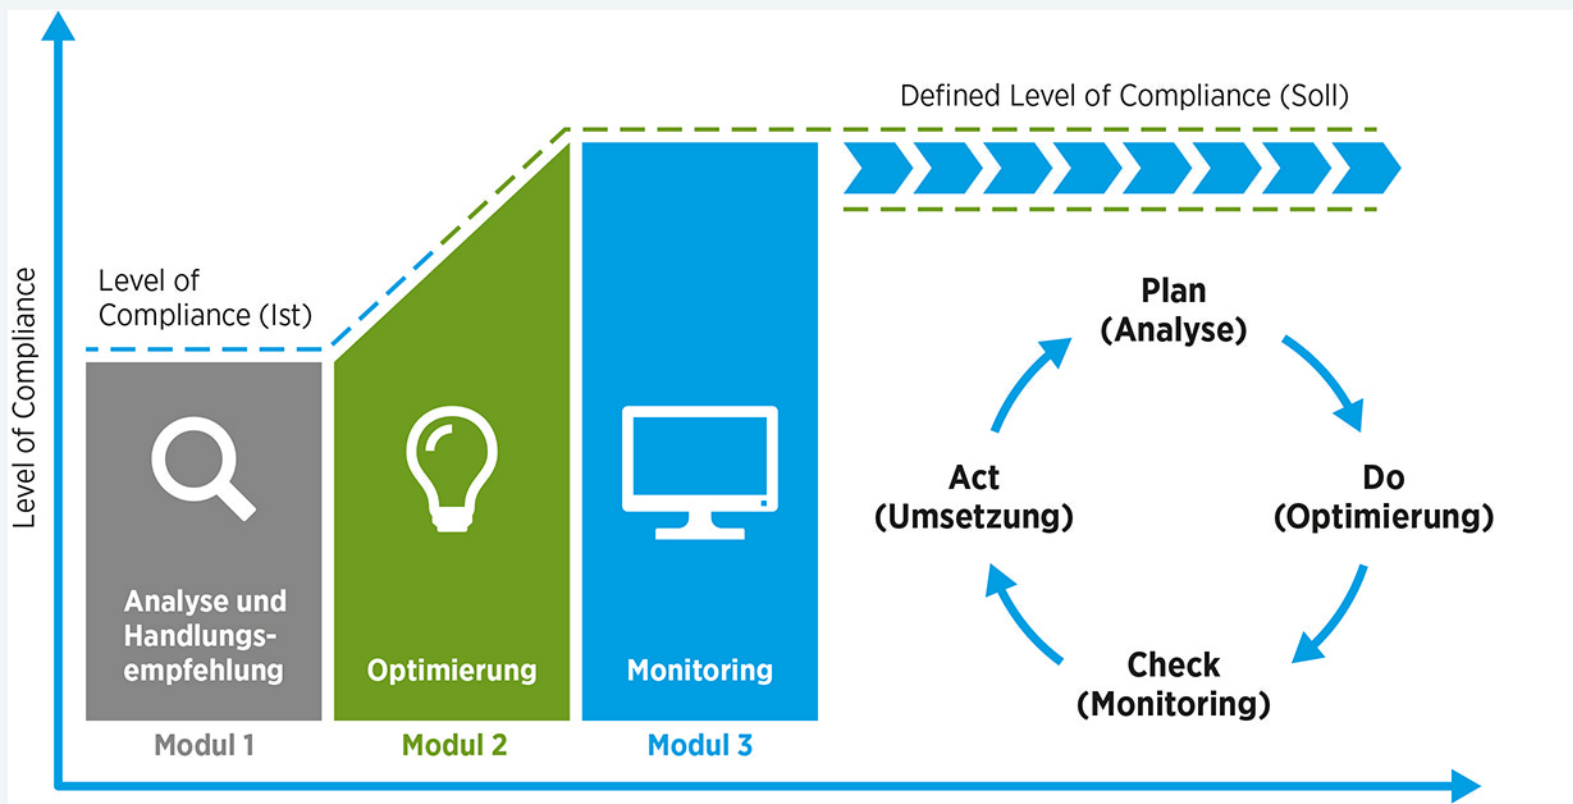 Defined Level of Compliance (Soll)
Level of
Compliance (Ist)
Level of Compliance
Analyse und
Handlungs-
empfehlung
Optimierung
Monitoring
Modul 1
Modul 2
Modul 3
Plan
(Analyse)
Do
(Optimierung)
Check
(Monitoring)
Act
(Umsetzung)